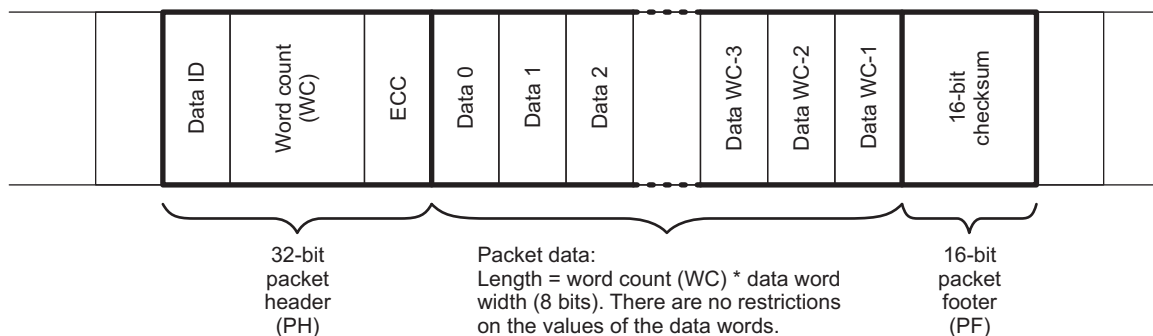 Data ID
Word count
(WC)
ECC
Data 0
Data 1
Data 2
Data WC-3
Data WC-2
Data WC-1
16-bit
checksum
32-bit
packet
header
(PH)
Packet data:
Length = word count (WC) * data word
width (8 bits). There are no restrictions
on the values of the data words.
16-bit
packet
footer
(PF)